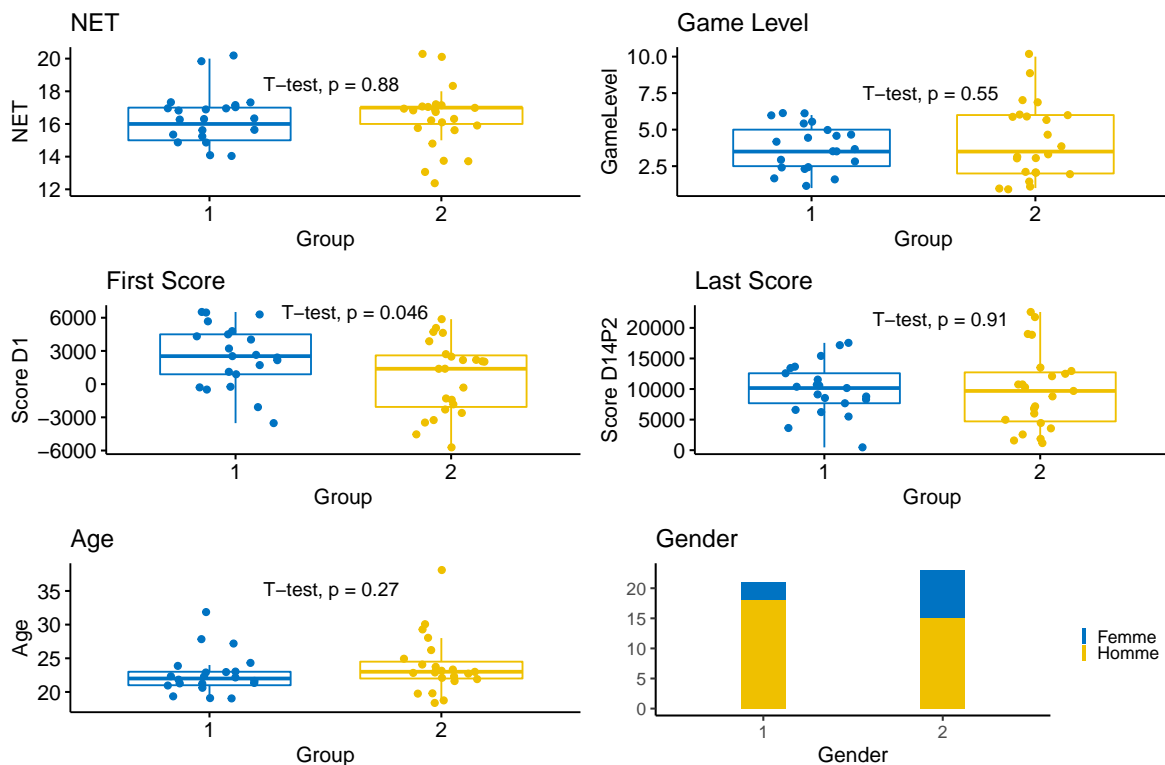 NET
NET
20
18
16
14
12
T−test, p = 0.88
1
2
Group
Game Level
GameLevel
10.0
7.5
5.0
2.5
T−test, p = 0.55
1
2
Group
First Score
Score D1
6000
3000
0
−3000
−6000
T−test, p = 0.046
1
2
Group
Last Score
Score D14P2
20000
15000
10000
5000
0
T−test, p = 0.91
1
2
Group
Age
Age
35
30
25
20
T−test, p = 0.27
1
2
Group
Gender
20
15
10
5
0
1
2
Gender
Femme
Homme